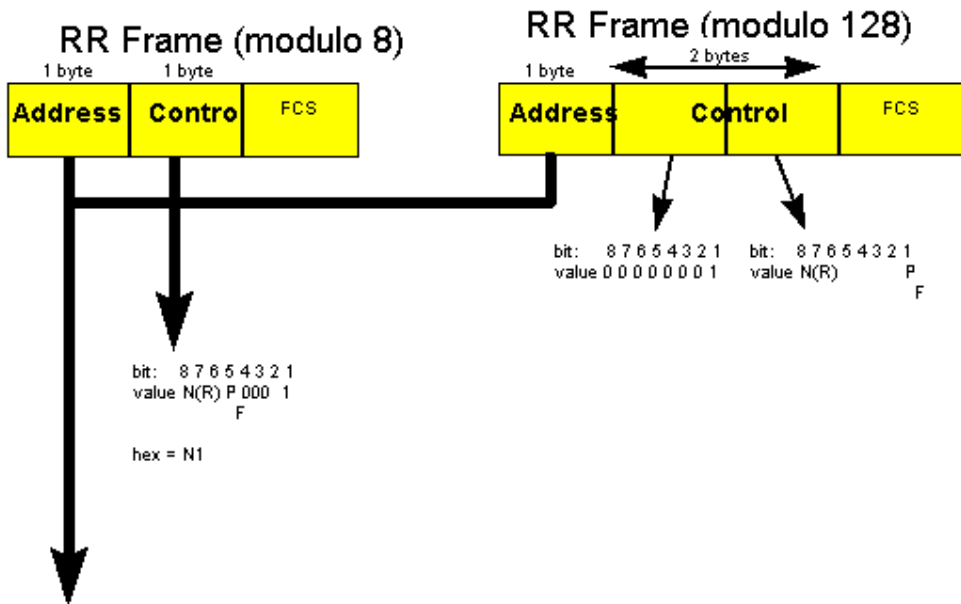 RR Frame (modulo 8)
1 byte 1 byte
Address Contro FCS
RR Frame (modulo 128)
1 byte 2 bytes
Address Control FCS
bit: 8 7 6 5 4 3 2 1
value 0 0 0 0 0 0 0 1
bit: 8 7 6 5 4 3 2 1
value N(R) P
F
bit: 8 7 6 5 4 3 2 1
value N(R) P 000 1
F
hex = N1